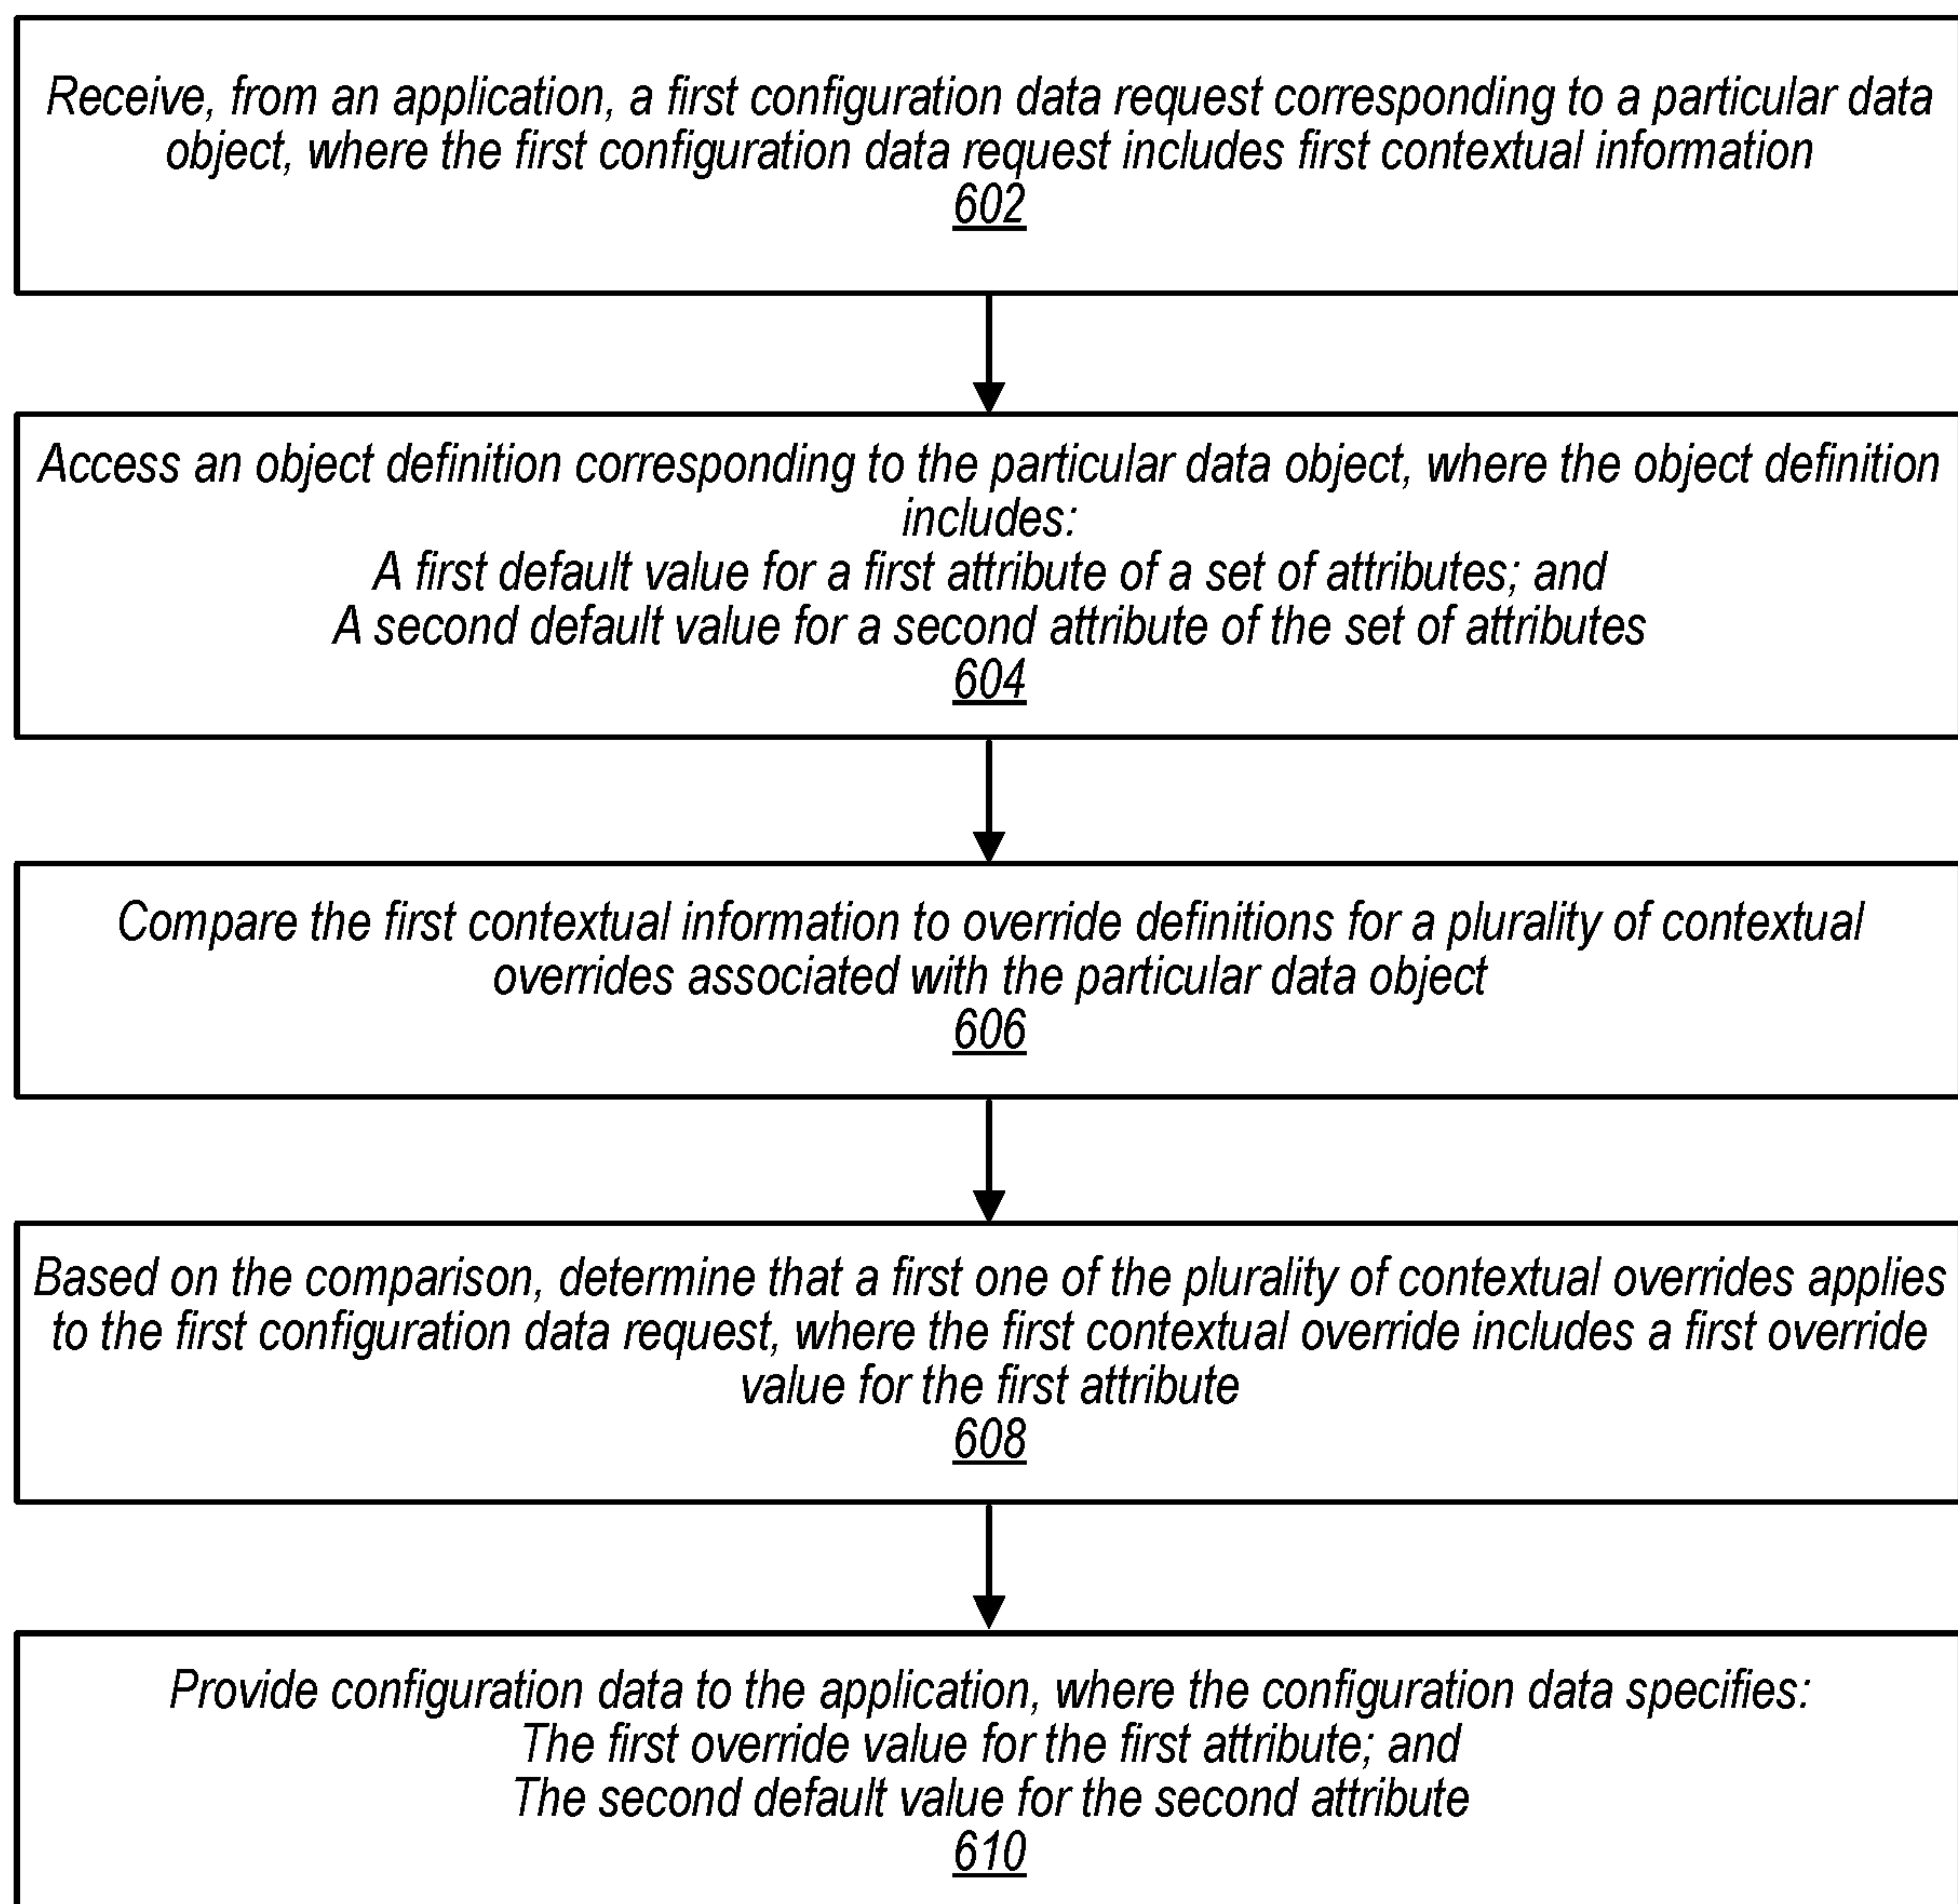 Receive, from an application, a first configuration data request corresponding to a particular data
object, where the first configuration data request includes first contextual information
602
Access an object definition corresponding to the particular data object, where the object definition
includes:
A first default value for a first attribute of a set of attributes; and
A second default value for a second attribute of the set of attributes
604
Compare the first contextual information to override definitions for a plurality of contextual
overrides associated with the particular data object
606
Based on the comparison, determine that a first one of the plurality of contextual overrides applies
to the first configuration data request, where the first contextual override includes a first override
value for the first attribute
608
Provide configuration data to the application, where the configuration data specifies:
The first override value for the first attribute; and
The second default value for the second attribute
610